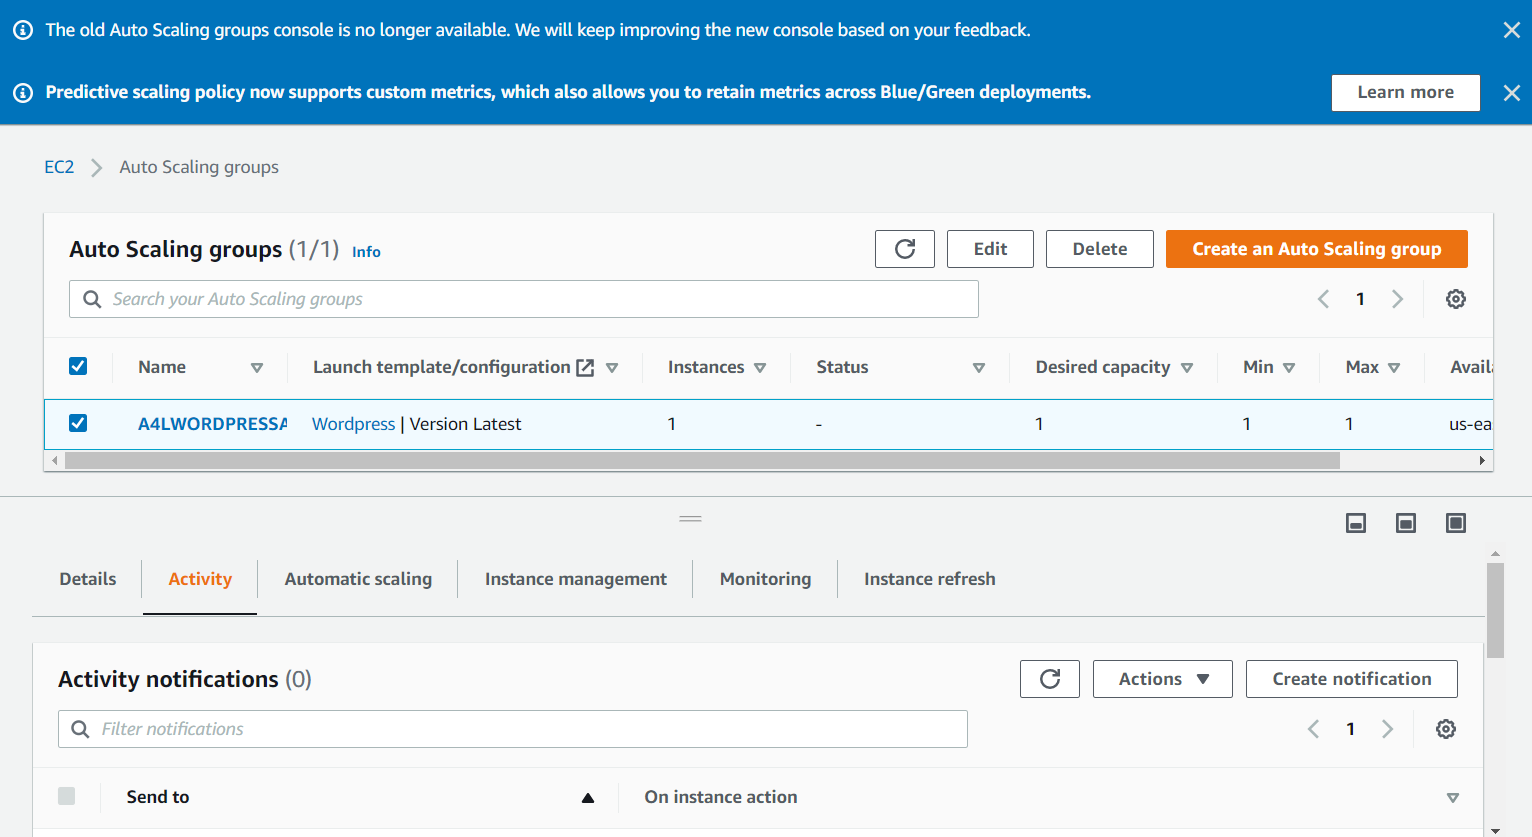 The old Auto Scaling groups console is no longer available. We will keep improving the new console based on your feedback.
Predictive scaling policy now supports custom metrics, which also allows you to retain metrics across Blue/Green deployments.
Learn more
EC2 Auto Scaling groups
Auto Scaling groups (1/1) Info
Edit Delete Create an Auto Scaling group
Search your Auto Scaling groups
1
Name Launch template/configuration Instances Status Desired capacity Min Max Avail
A4LWORDPRESSA Wordpress | Version Latest 1 - 1 1 1 us-ea
Details Activity Automatic scaling Instance management Monitoring Instance refresh
Activity notifications (0)
Actions Create notification
Filter notifications
1
Send to On instance action